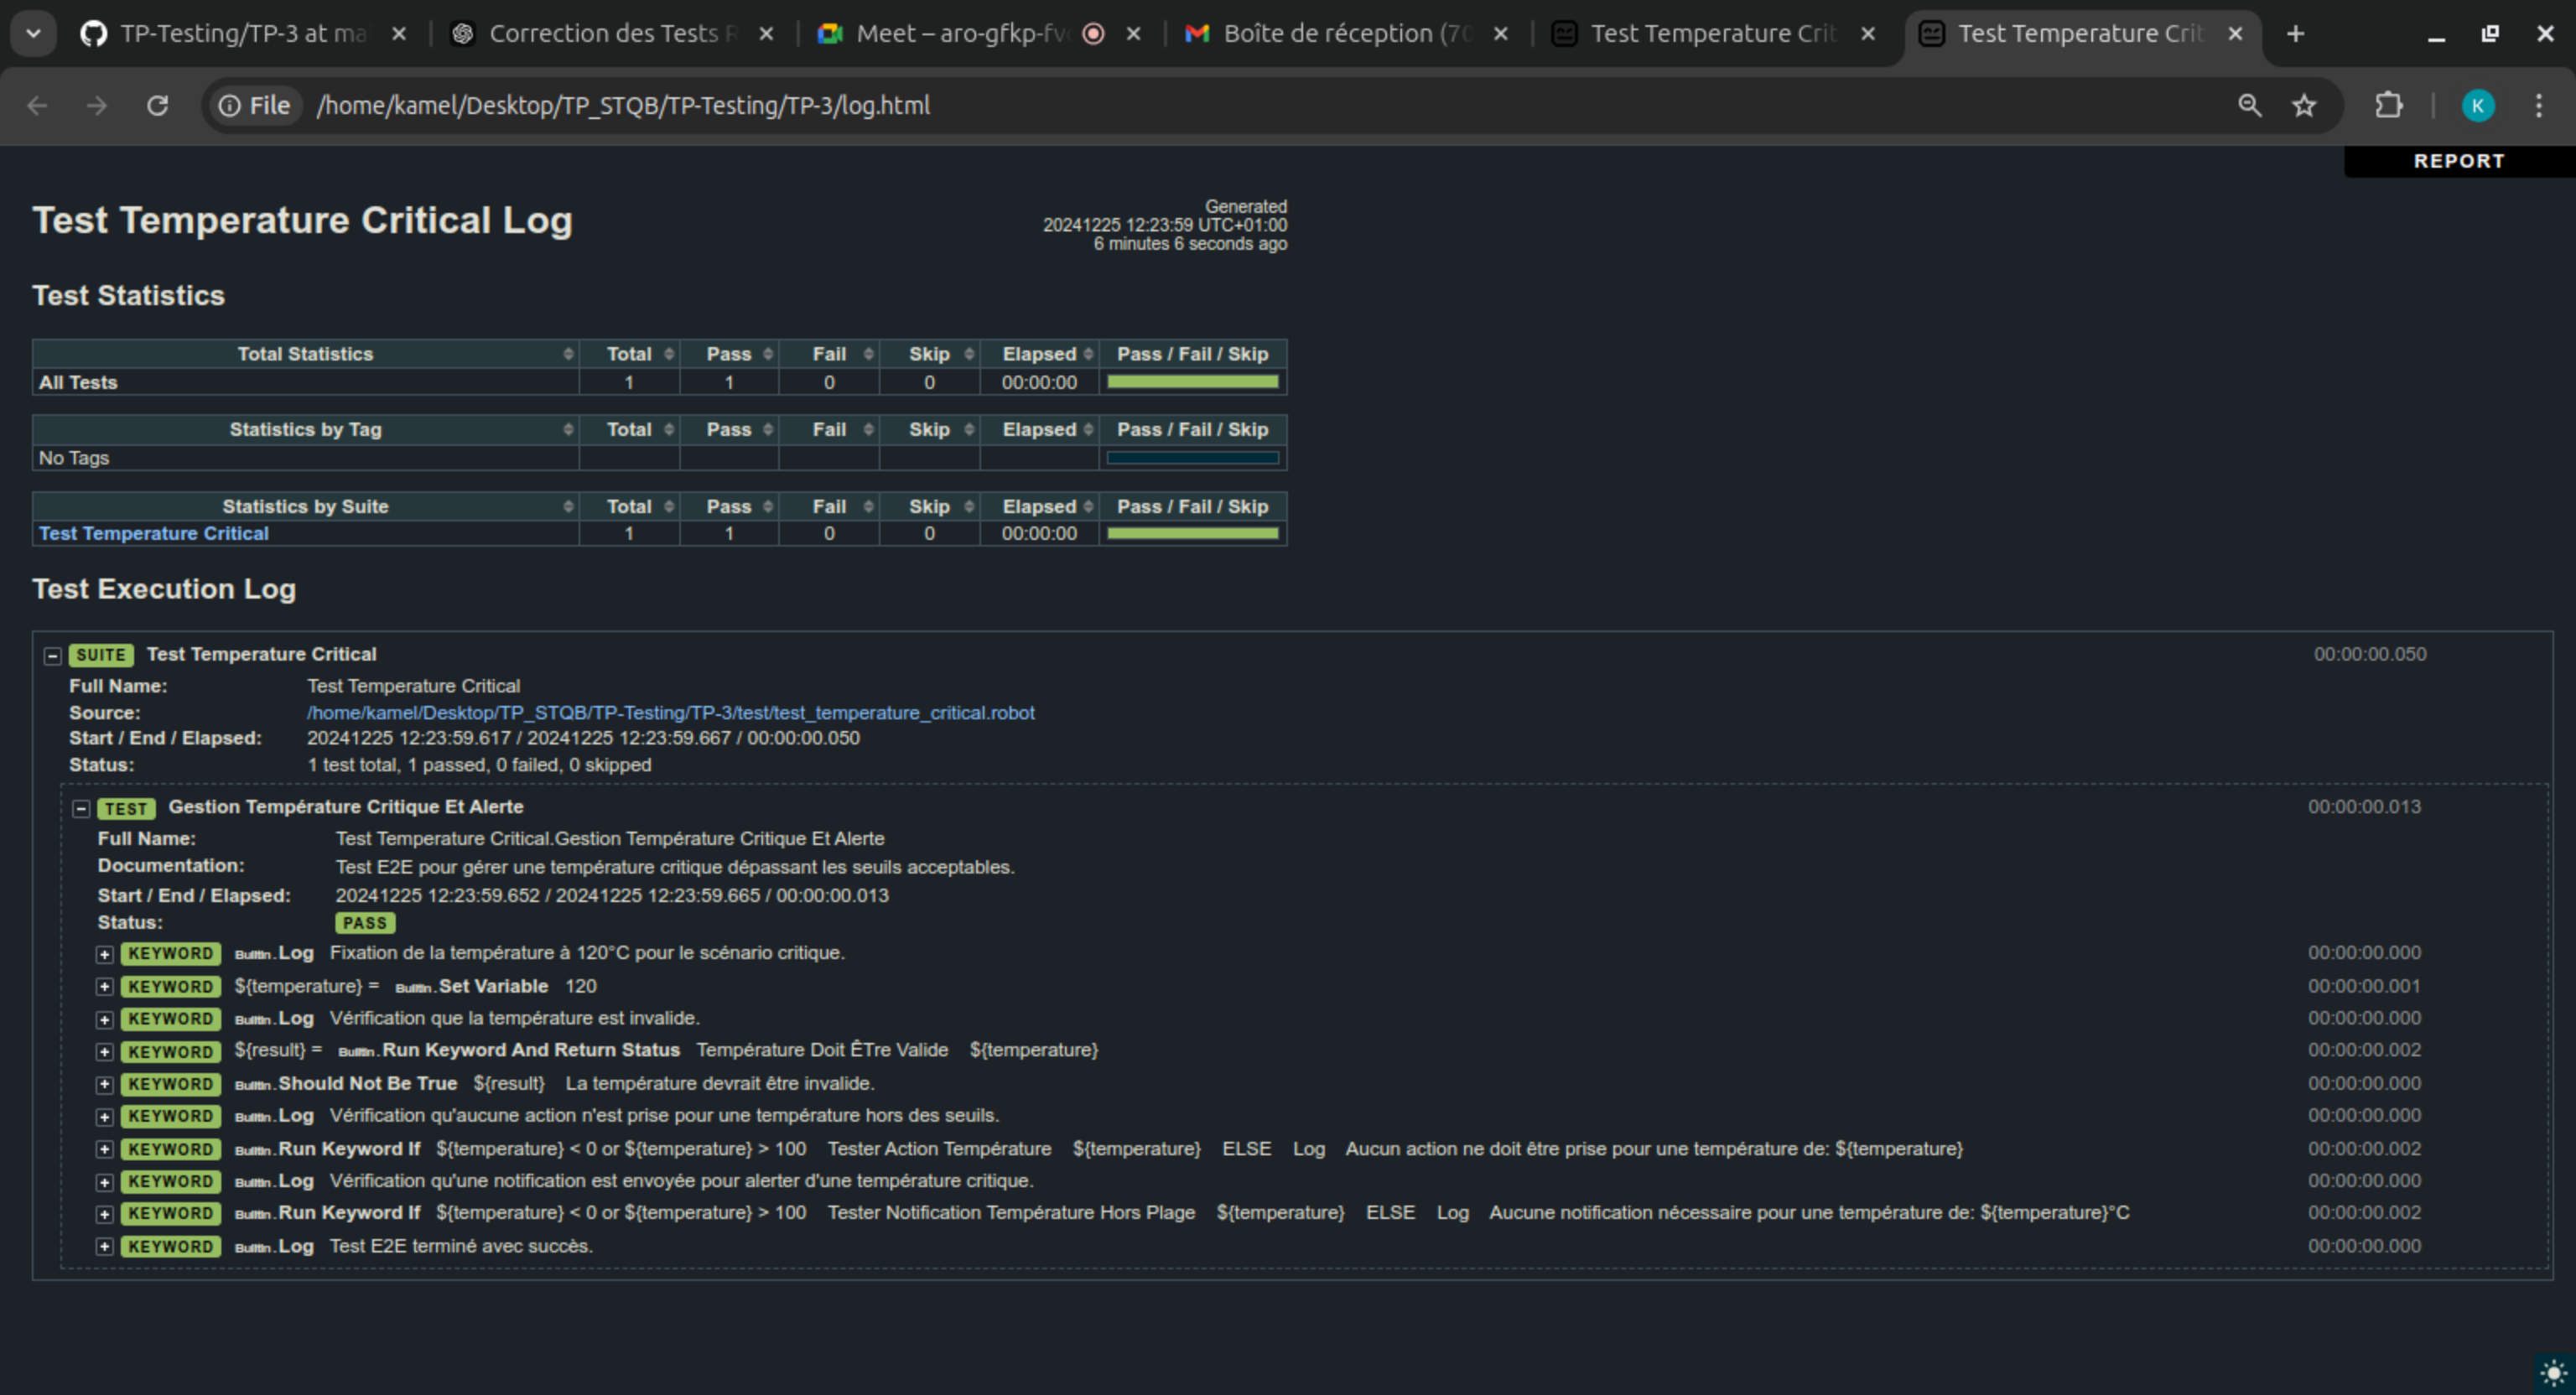 TP-Testing/TP-3 at ma
Correction des Tests R
Meet – aro-gfkp-fv
Boîte de réception (70
Test Temperature Crit
Test Temperature Crit
File /home/kamel/Desktop/TP_STQB/TP-Testing/TP-3/log.html
K
REPORT
Test Temperature Critical Log
Generated
20241225 12:23:59 UTC+01:00
6 minutes 6 seconds ago
Test Statistics
Total Statistics Total Pass Fail Skip Elapsed Pass / Fail / Skip
All Tests 1 1 0 0 00:00:00
Statistics by Tag Total Pass Fail Skip Elapsed Pass / Fail / Skip
No Tags
Statistics by Suite Total Pass Fail Skip Elapsed Pass / Fail / Skip
Test Temperature Critical 1 1 0 0 00:00:00
Test Execution Log
SUITE Test Temperature Critical 00:00:00.050
Full Name: Test Temperature Critical
Source: /home/kamel/Desktop/TP_STQB/TP-Testing/TP-3/test/test_temperature_critical.robot
Start / End / Elapsed: 20241225 12:23:59.617 / 20241225 12:23:59.667 / 00:00:00.050
Status: 1 test total, 1 passed, 0 failed, 0 skipped
TEST Gestion Température Critique Et Alerte 00:00:00.013
Full Name: Test Temperature Critical.Gestion Température Critique Et Alerte
Documentation: Test E2E pour gérer une température critique dépassant les seuils acceptables.
Start / End / Elapsed: 20241225 12:23:59.652 / 20241225 12:23:59.665 / 00:00:00.013
Status: PASS
KEYWORD BuiltIn.Log Fixation de la température à 120°C pour le scénario critique. 00:00:00.000
KEYWORD ${temperature} = BuiltIn.Set Variable 120 00:00:00.001
KEYWORD BuiltIn.Log Vérification que la température est invalide. 00:00:00.000
KEYWORD ${result} = BuiltIn.Run Keyword And Return Status Température Doit ÊTre Valide ${temperature} 00:00:00.002
KEYWORD BuiltIn.Should Not Be True ${result} La température devrait être invalide. 00:00:00.000
KEYWORD BuiltIn.Log Vérification qu'aucune action n'est prise pour une température hors des seuils. 00:00:00.000
KEYWORD BuiltIn.Run Keyword If ${temperature} < 0 or ${temperature} > 100 Tester Action Température ${temperature} ELSE Log Aucun action ne doit être prise pour une température de: ${temperature} 00:00:00.002
KEYWORD BuiltIn.Log Vérification qu'une notification est envoyée pour alerter d'une température critique. 00:00:00.000
KEYWORD BuiltIn.Run Keyword If ${temperature} < 0 or ${temperature} > 100 Tester Notification Température Hors Plage ${temperature} ELSE Log Aucune notification nécessaire pour une température de: ${temperature}°C 00:00:00.002
KEYWORD BuiltIn.Log Test E2E terminé avec succès. 00:00:00.000